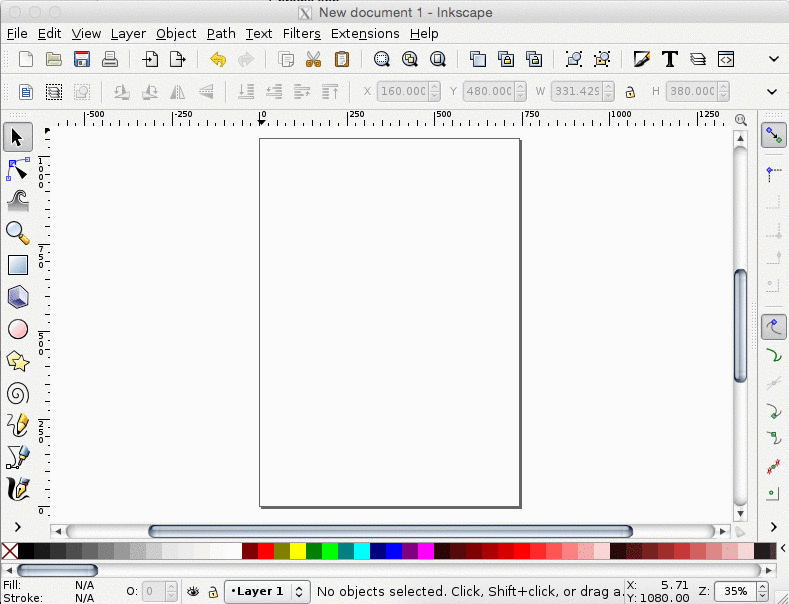 New document 1 - Inkscape
File Edit View Layer Object Path Text Filters Extensions Help
X 160.000 Y 480.000 W 331.429 H 380.000
-500 -250 0 250 500 750 1000 1250
1000
750
500
250
0
Fill: N/A
Stroke: N/A
O: 0
•Layer 1
No objects selected. Click, Shift+click, or drag a.
X: 5.71
Y: 1080.00
Z: 35%